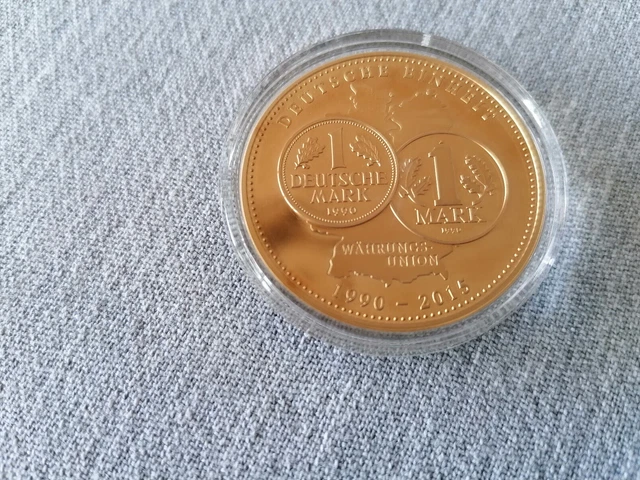 DEUTSCHE EINHEIT
1
DEUTSCHE
MARK
1990
1
MARK
WÄHRUNGS-
UNION
1990 - 2015